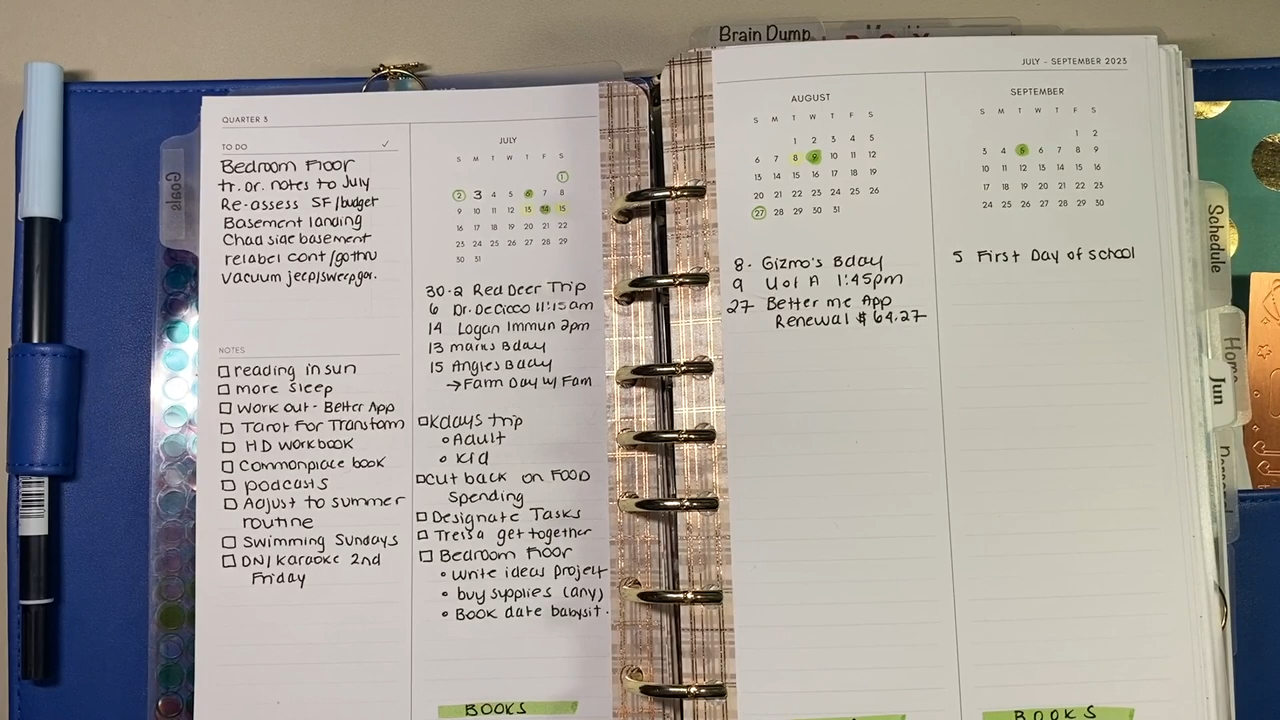 Brain Dump
Goals
QUARTER 3
TO DO ✓
Bedroom Floor
tr. or. notes to July
Re-assess SF/budget
Basement landing
Chad side basement
relabel cont/go thru
Vacuum jeep/sweep gar.
NOTES
☐ reading in sun
☐ more sleep
☐ Work out - Better App
☐ Tarot For Transform
☐ HD workbook
☐ Commonplace book
☐ podcasts
☐ Adjust to summer
routine
☐ Swimming Sundays
☐ DN/karaoke 2nd
Friday
JULY
S M T W T F S
1
2 3 4 5 6 7 8
9 10 11 12 13 14 15
16 17 18 19 20 21 22
23 24 25 26 27 28 29
30 31
30-2 Red Deer Trip
6 Dr. DeCicco 11:15am
14 Logan Immun 2pm
13 marks Bday
15 Angles Bday
→ Farm Day w/ Fam
☐ Kdays trip
∘ Adult
∘ Kid
☐ cut back on FOOD
Spending
☐ Designate Tasks
☐ Tressa get together
☐ Bedroom Floor
• write ideas projet
• buy supplies (any)
• Book date babysit.
BOOKS
JULY - SEPTEMBER 2023
AUGUST
S M T W T F S
1 2 3 4 5
6 7 8 9 10 11 12
13 14 15 16 17 18 19
20 21 22 23 24 25 26
27 28 29 30 31
8 - Gizmo's Bday
9 U of A 1:45pm
27 Better me App
Renewal $64.27
SEPTEMBER
S M T W T F S
1 2
3 4 5 6 7 8 9
10 11 12 13 14 15 16
17 18 19 20 21 22 23
24 25 26 27 28 29 30
5 First Day of school
BOOKS
Schedule
Home
Jun